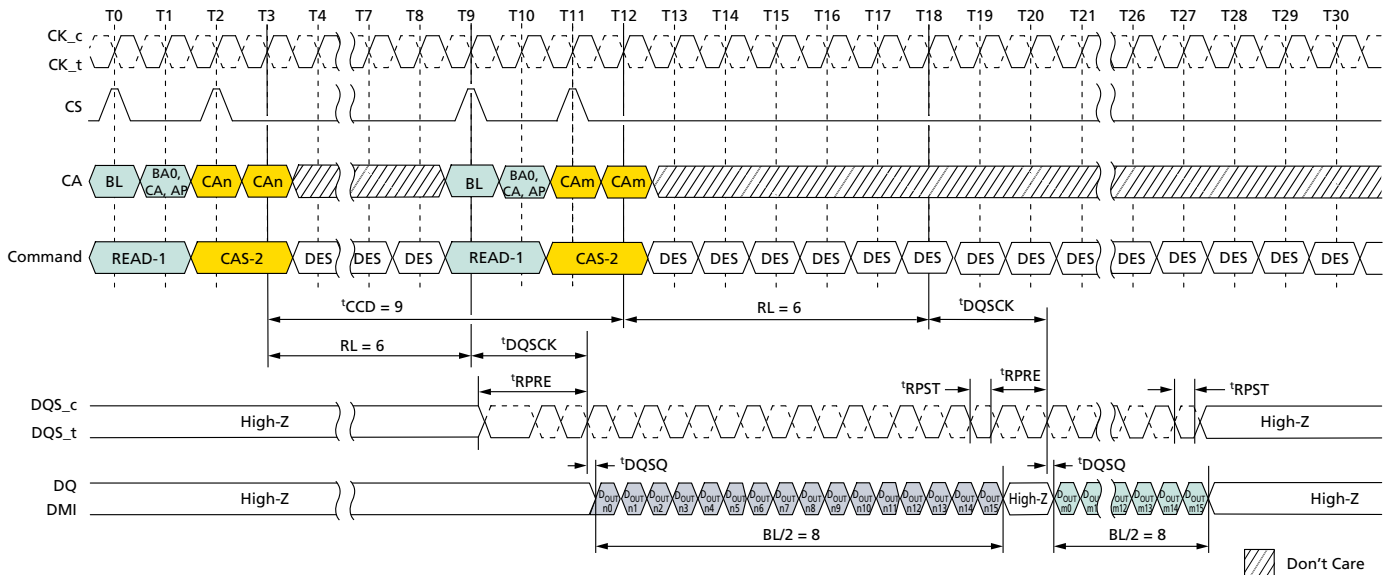 T0 T1 T2 T3 T4 T7 T8 T9 T10 T11 T12 T13 T14 T15 T16 T17 T18 T19 T20 T21 T26 T27 T28 T29 T30
CK_c
CK_t
CS
CA BL BA0, CA, AP CAn CAn BL BA0, CA, AP CAm CAm
Command READ-1 CAS-2 DES DES DES READ-1 CAS-2 DES DES DES DES DES DES DES DES DES DES DES DES DES DES
tCCD = 9 RL = 6 tDQSCK
RL = 6 tDQSCK
tRPRE tRPST tRPRE tRPST
DQS_c
DQS_t High-Z High-Z
tDQSQ tDQSQ
DQ
DMI High-Z DOUT n0 DOUT n1 DOUT n2 DOUT n3 DOUT n4 DOUT n5 DOUT n6 DOUT n7 DOUT n8 DOUT n9 DOUT n10 DOUT n11 DOUT n12 DOUT n13 DOUT n14 DOUT n15 High-Z DOUT m0 DOUT m1 DOUT m12 DOUT m13 DOUT m14 DOUT m15 High-Z
BL/2 = 8 BL/2 = 8
Don't Care